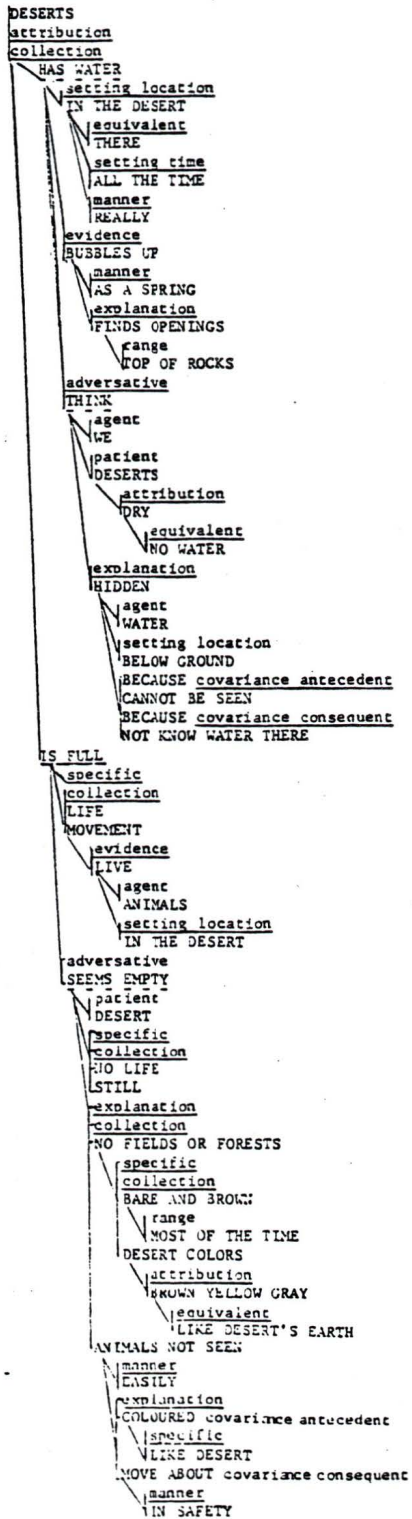 DESERTS
attribution
collection
HAS WATER
setting location
IN THE DESERT
equivalent
THERE
setting time
ALL THE TIME
manner
REALLY
evidence
BUBBLES UP
manner
AS A SPRING
explanation
FINDS OPENINGS
range
TOP OF ROCKS
adversative
THINK
agent
WE
patient
DESERTS
attribution
DRY
equivalent
NO WATER
explanation
HIDDEN
agent
WATER
setting location
BELOW GROUND
BECAUSE covariance antecedent
CANNOT BE SEEN
BECAUSE covariance consequent
NOT KNOW WATER THERE
IS FULL
specific
collection
LIFE
MOVEMENT
evidence
LIVE
agent
ANIMALS
setting location
IN THE DESERT
adversative
SEEMS EMPTY
patient
DESERT
specific
collection
NO LIFE
STILL
explanation
collection
NO FIELDS OR FORESTS
specific
collection
BARE AND BROWN
range
MOST OF THE TIME
DESERT COLORS
attribution
BROWN YELLOW GRAY
equivalent
LIKE DESERT'S EARTH
ANIMALS NOT SEEN
manner
EASILY
explanation
COLOURED covariance antecedent
specific
LIKE DESERT
MOVE ABOUT covariance consequent
manner
IN SAFETY